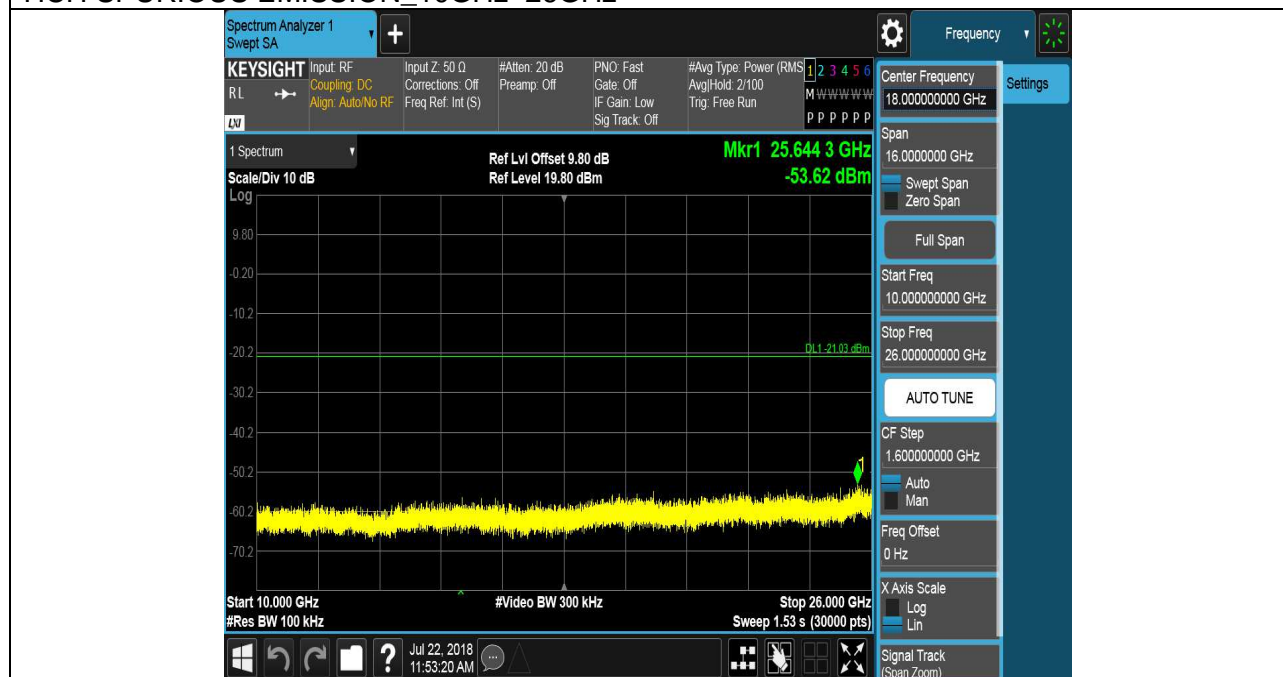 Spectrum Analyzer 1
Swept SA
Frequency
KEYSIGHT
RL
LXI
Input: RF
Coupling: DC
Align: Auto/No RF
Input Z: 50 Ω
Corrections: Off
Freq Ref: Int (S)
#Atten: 20 dB
Preamp: Off
PNO: Fast
Gate: Off
IF Gain: Low
Sig Track: Off
#Avg Type: Power (RMS
Avg|Hold: 2/100
Trig: Free Run
1 2 3 4 5 6
M W W W W W
P P P P P P
Center Frequency
18.000000000 GHz
Settings
1 Spectrum
Scale/Div 10 dB
Ref Lvl Offset 9.80 dB
Ref Level 19.80 dBm
Mkr1 25.644 3 GHz
-53.62 dBm
Span
16.0000000 GHz
Swept Span
Zero Span
Log
9.80
-0.20
-10.2
-20.2
-30.2
-40.2
-50.2
-60.2
-70.2
DL1 -21.03 dBm
1
Full Span
Start Freq
10.000000000 GHz
Stop Freq
26.000000000 GHz
AUTO TUNE
CF Step
1.600000000 GHz
Auto
Man
Freq Offset
0 Hz
X Axis Scale
Log
Lin
Start 10.000 GHz
#Video BW 300 kHz
Stop 26.000 GHz
#Res BW 100 kHz
Sweep 1.53 s (30000 pts)
?
Jul 22, 2018
11:53:20 AM
Signal Track
(Span Zoom)